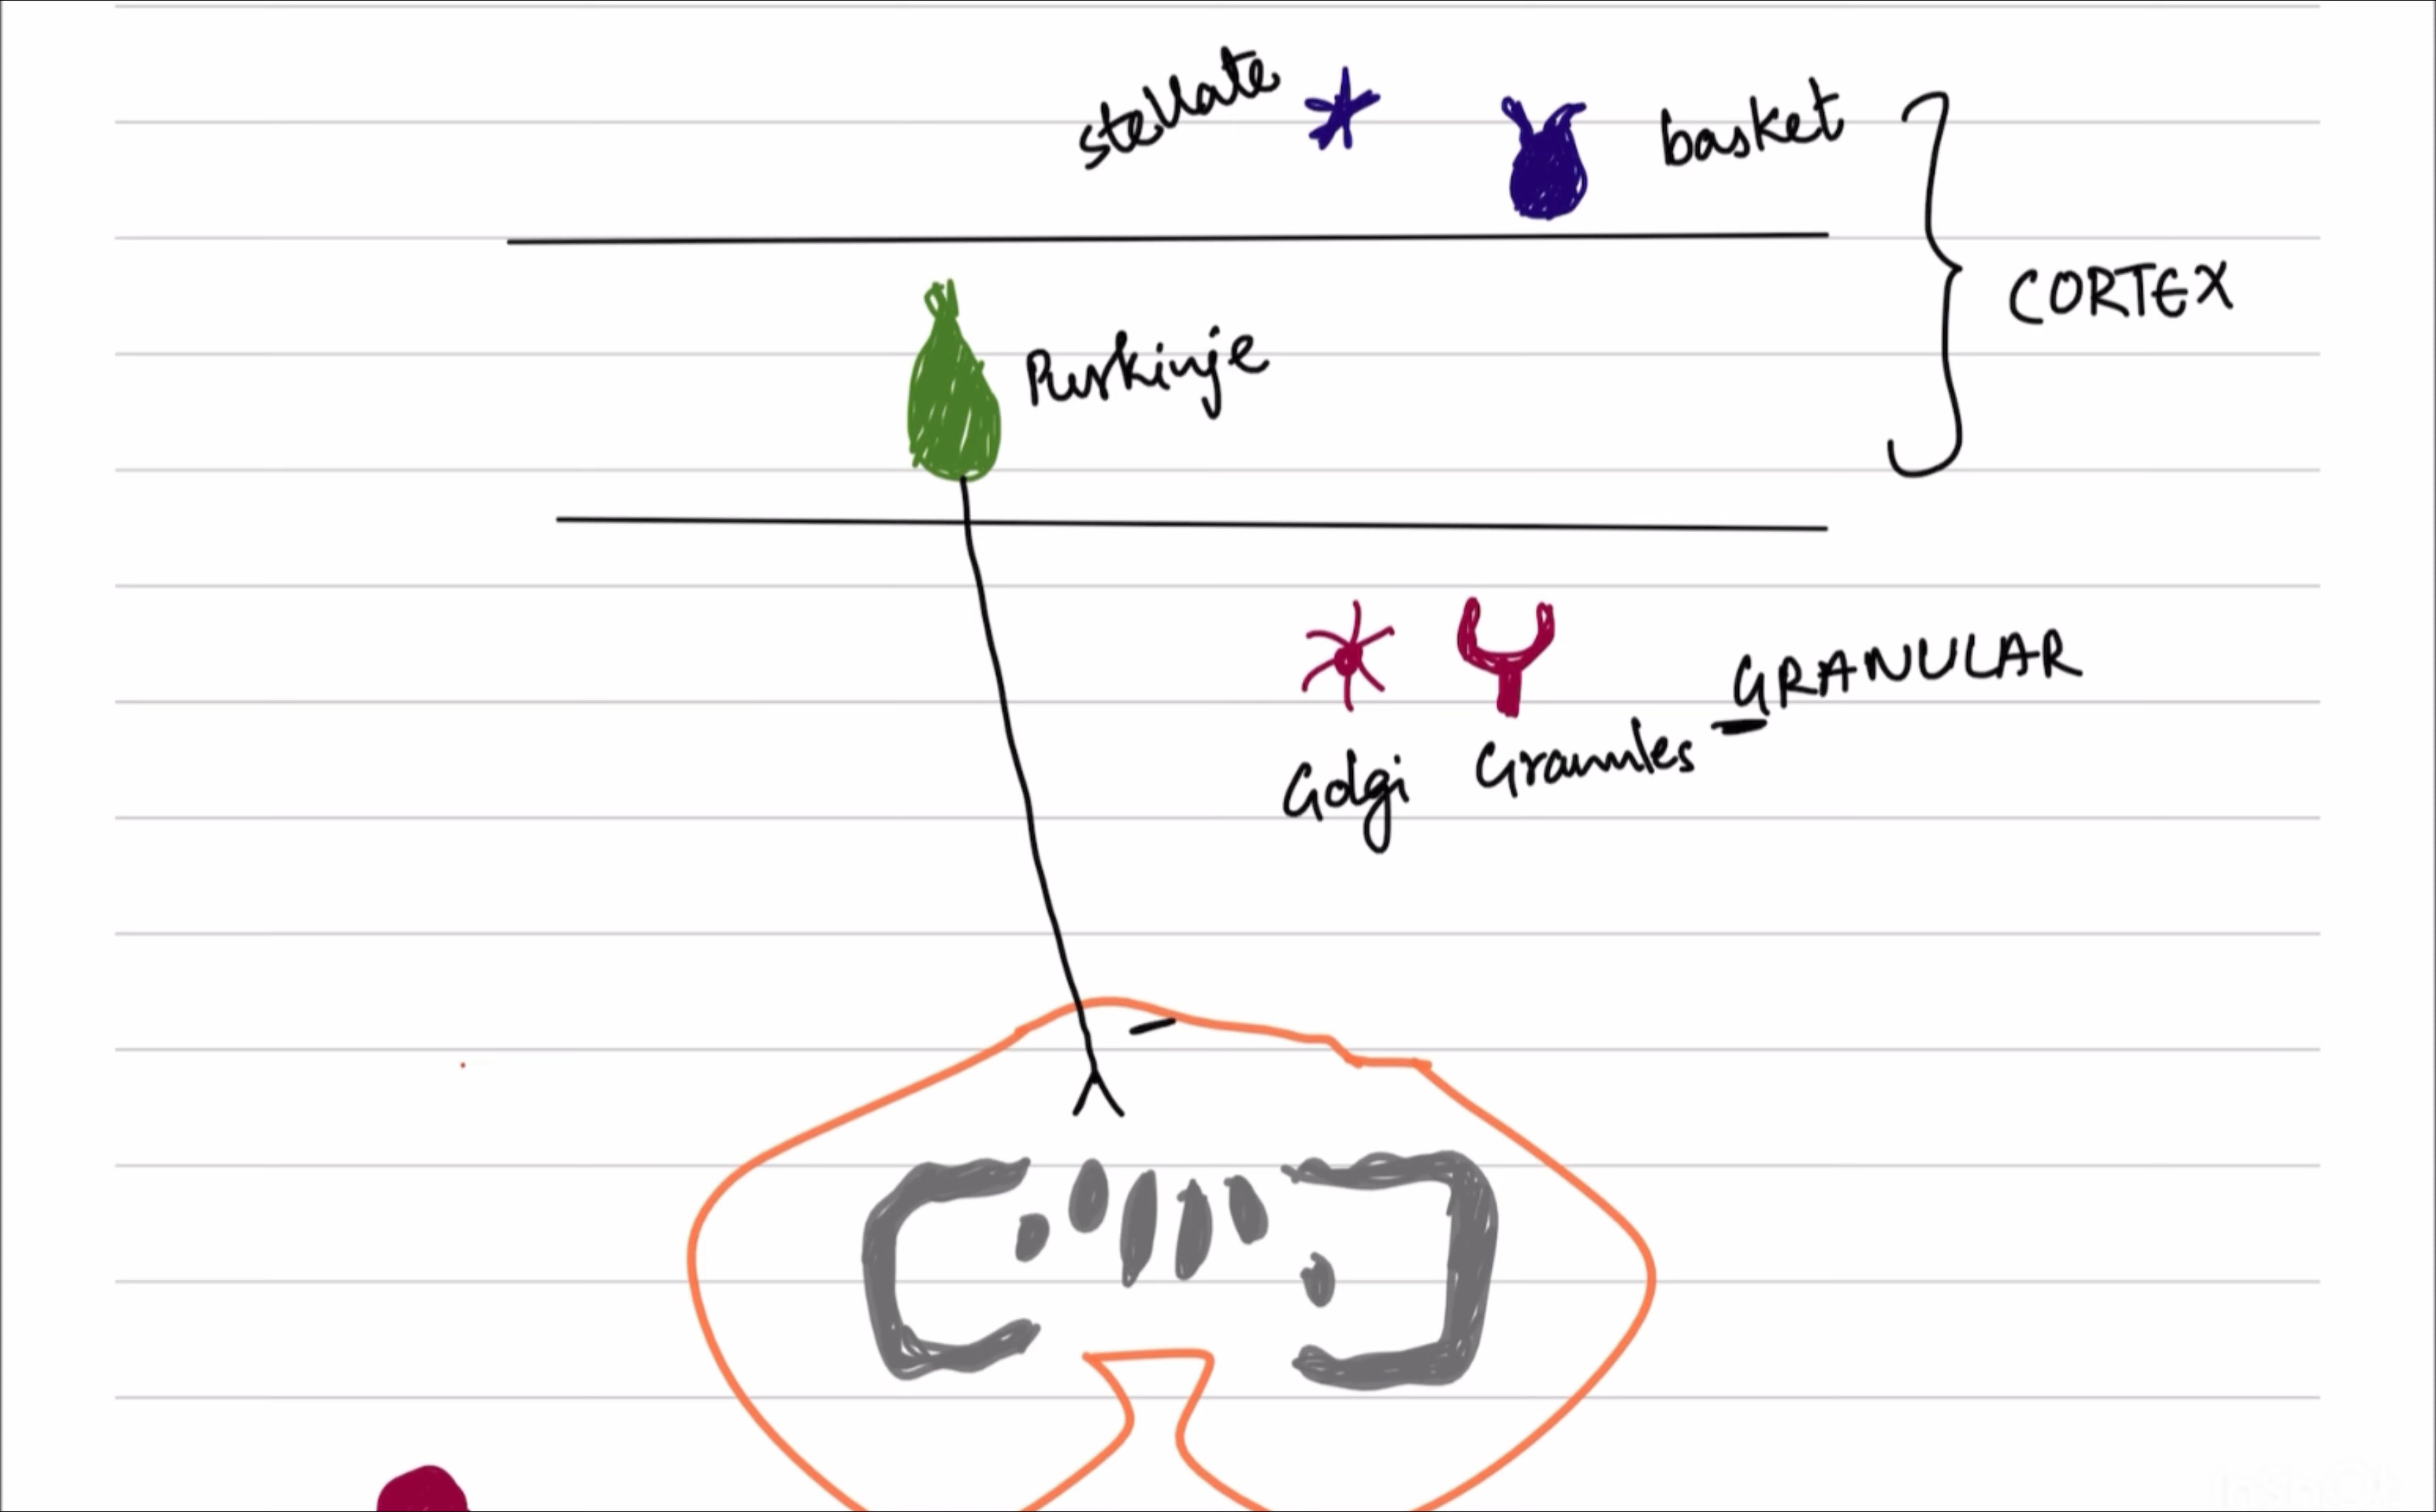 stellate
basket
CORTEX
Purkinje
GRANULAR
Golgi
Granules